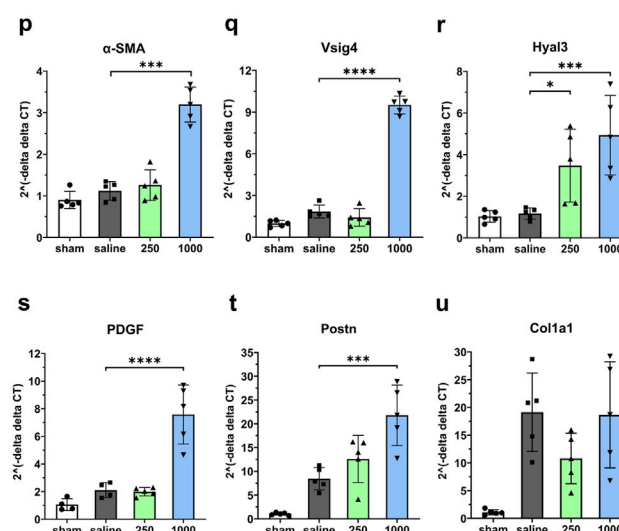 p
α-SMA
2^(-delta delta CT)
4
3
2
1
0
***
sham saline 250 1000
q
Vsig4
2^(-delta delta CT)
12
9
6
3
0
****
sham saline 250 1000
r
Hyal3
2^(-delta delta CT)
8
6
4
2
0
***
*
sham saline 250 1000
s
PDGF
2^(-delta delta CT)
12
10
8
6
4
2
0
****
sham saline 250 1000
t
Postn
2^(-delta delta CT)
35
30
25
20
15
10
5
0
***
sham saline 250 1000
u
Col1a1
2^(-delta delta CT)
30
25
20
15
10
5
0
sham saline 250 1000